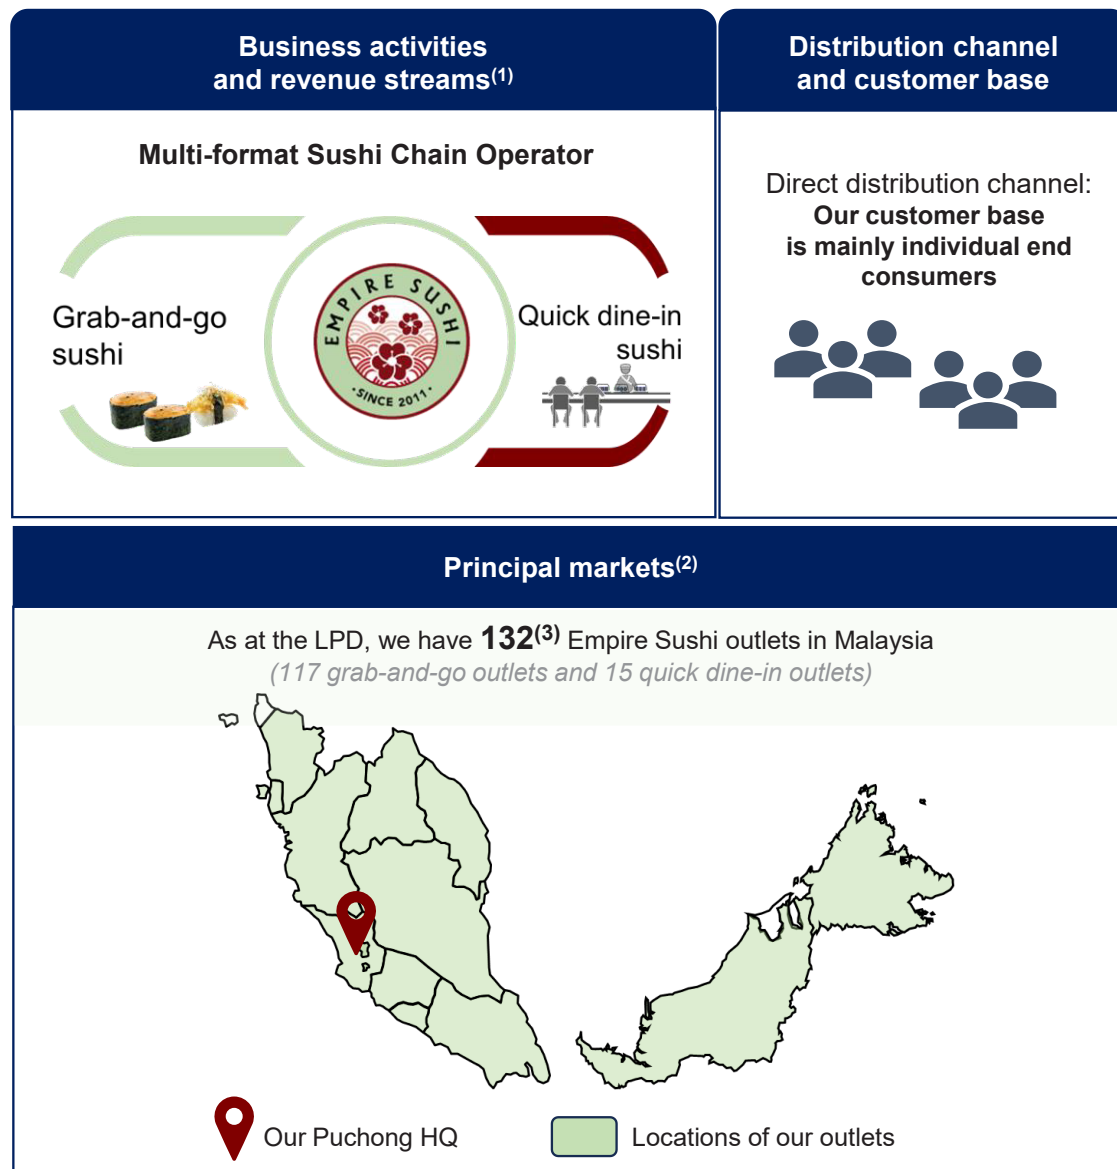 Business activities
and revenue streams(1)
Distribution channel
and customer base
Multi-format Sushi Chain Operator
Grab-and-go
sushi
EMPIRE SUSHI
·SINCE 2011·
Quick dine-in
sushi
Direct distribution channel:
Our customer base
is mainly individual end
consumers
Principal markets(2)
As at the LPD, we have 132(3) Empire Sushi outlets in Malaysia
(117 grab-and-go outlets and 15 quick dine-in outlets)
Our Puchong HQ
Locations of our outlets